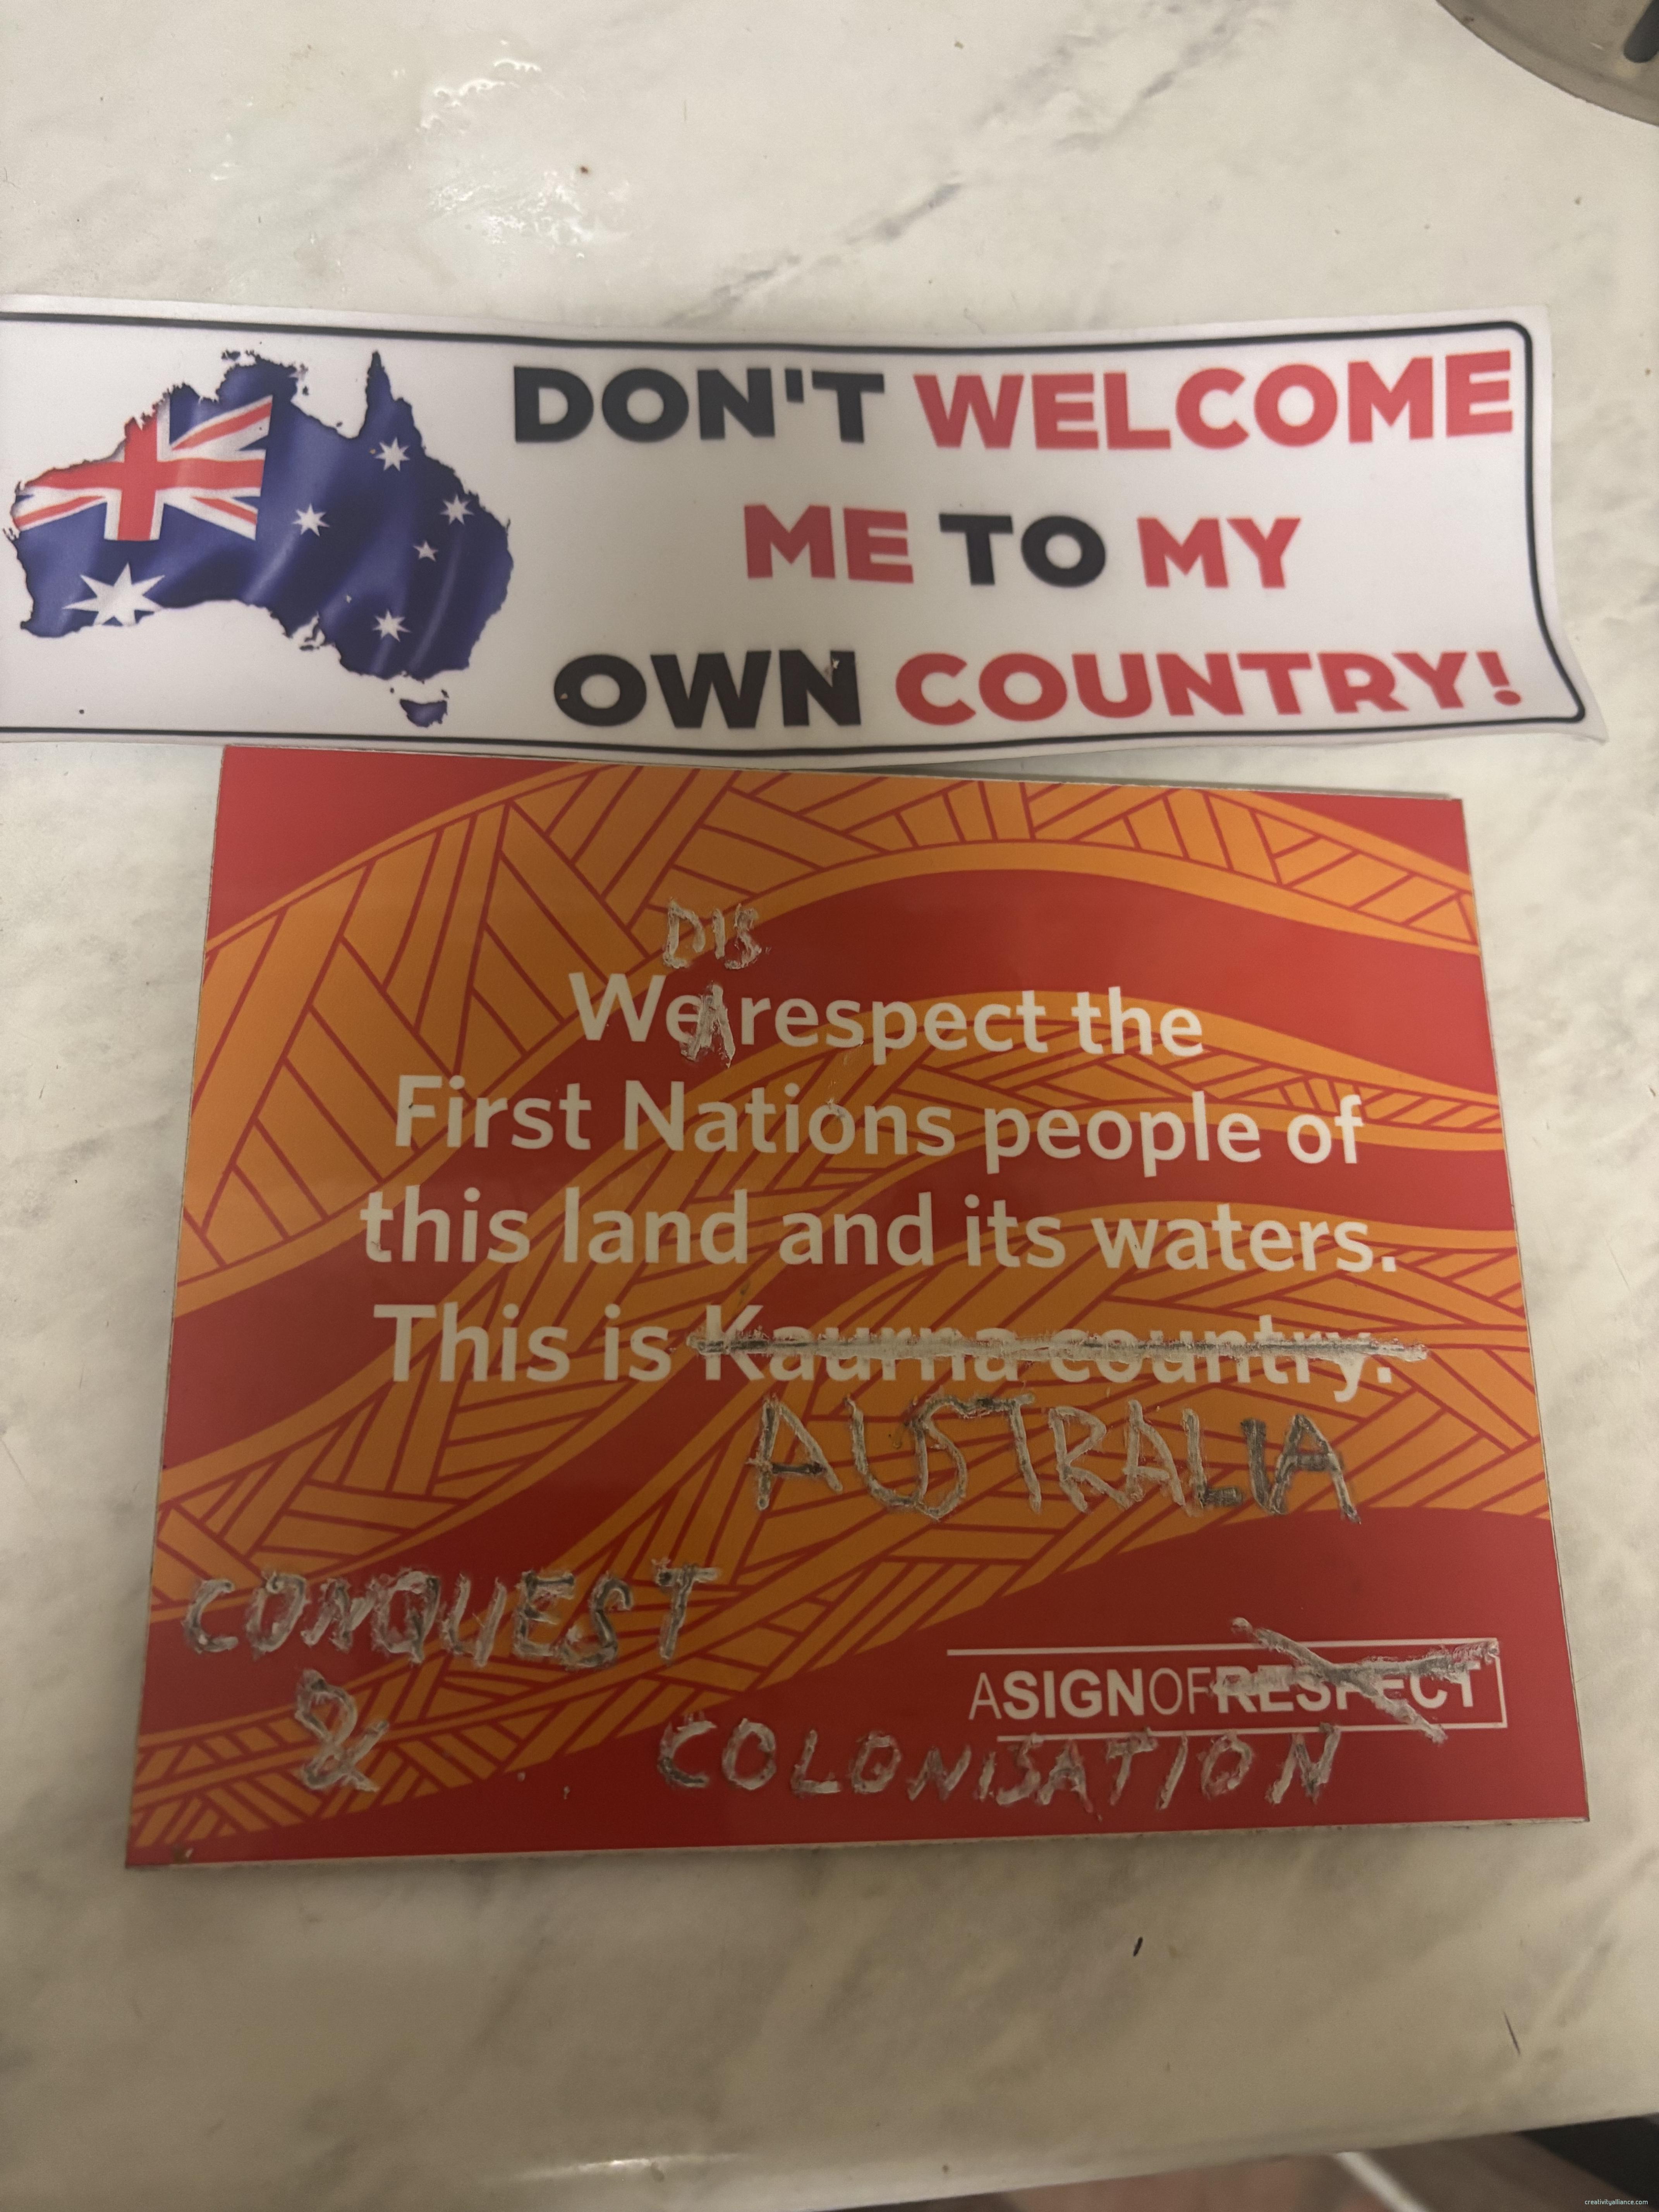 DON'T WELCOME
ME TO MY
OWN COUNTRY!
DIS
We respect the
First Nations people of
this land and its waters.
This is Kaurna country.
AUSTRALIA
CONQUEST
ASIGNOFRESPECT
& COLONISATION
creativityalliance.com